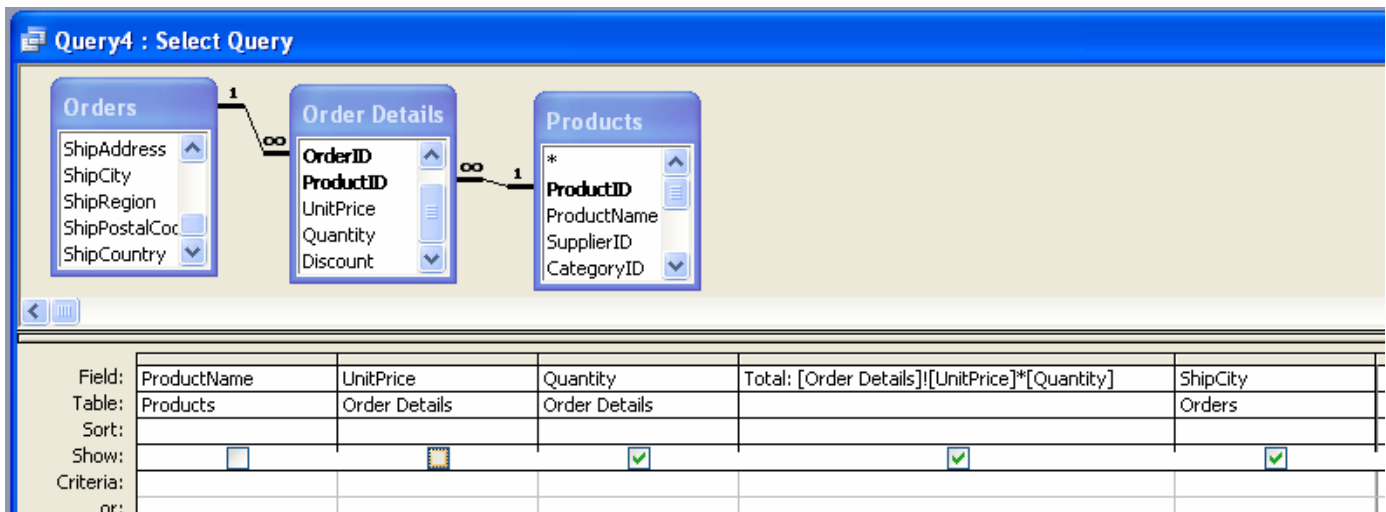 Query4 : Select Query
Orders
ShipAddress
ShipCity
ShipRegion
ShipPostalCoc
ShipCountry
1
∞
Order Details
OrderID
ProductID
UnitPrice
Quantity
Discount
∞
1
Products
*
ProductID
ProductName
SupplierID
CategoryID
Field: ProductName UnitPrice Quantity Total: [Order Details]![UnitPrice]*[Quantity] ShipCity
Table: Products Order Details Order Details Orders
Sort:
Show:
Criteria:
or: